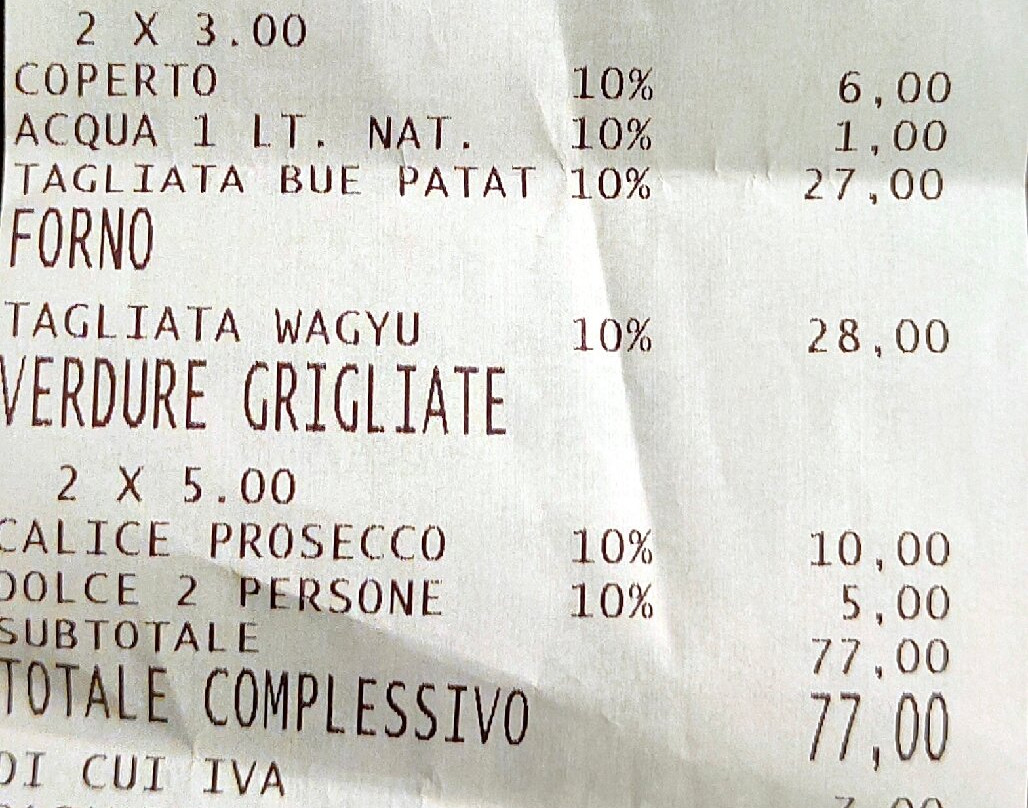 2 X 3.00
COPERTO 10% 6,00
ACQUA 1 LT. NAT. 10% 1,00
TAGLIATA BUE PATAT 10% 27,00
FORNO
TAGLIATA WAGYU 10% 28,00
VERDURE GRIGLIATE
2 X 5.00
CALICE PROSECCO 10% 10,00
DOLCE 2 PERSONE 10% 5,00
SUBTOTALE 77,00
TOTALE COMPLESSIVO 77,00
DI CUI IVA